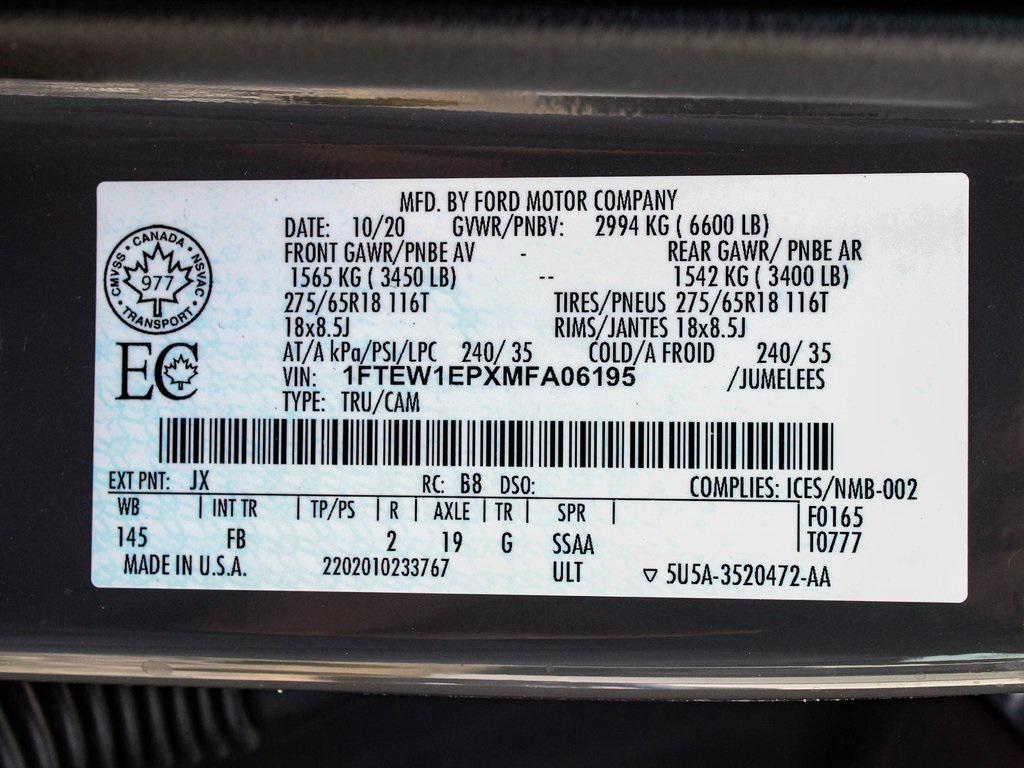 MFD. BY FORD MOTOR COMPANY
DATE: 10/20 GVWR/PNBV: 2994 KG ( 6600 LB)
FRONT GAWR/PNBE AV - REAR GAWR/ PNBE AR
1565 KG ( 3450 LB) -- 1542 KG ( 3400 LB)
275/65R18 116T TIRES/PNEUS 275/65R18 116T
18x8.5J RIMS/JANTES 18x8.5J
AT/A kPa/PSI/LPC 240/ 35 COLD/A FROID 240/ 35
VIN: 1FTEW1EPXMFA06195 /JUMELEES
TYPE: TRU/CAM
CANADA
CMVSS • NSVAC
977
TRANSPORT
EC
EXT PNT: JX RC: B8 DSO: COMPLIES: ICES/NMB-002
WB | INT TR | TP/PS | R | AXLE | TR | SPR | F0165
145 FB 2 19 G SSAA T0777
MADE IN U.S.A. 2202010233767 ULT ▽ 5U5A-3520472-AA